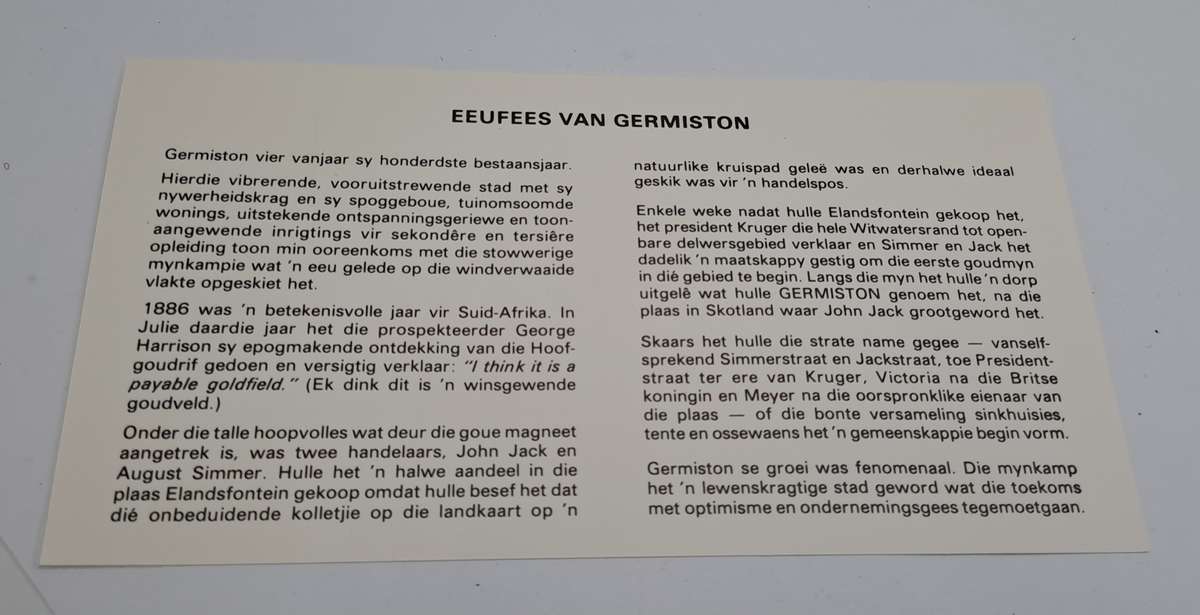 EEUFEES VAN GERMISTON
Germiston vier vanjaar sy honderdste bestaansjaar.
Hierdie vibrerende, vooruitstrewende stad met sy
nywerheidskrag en sy spoggeboue, tuinomsoomde
wonings, uitstekende ontspanningsgeriewe en toon-
aangewende inrigtings vir sekondêre en tersiêre
opleiding toon min ooreenkoms met die stowwerige
mynkampie wat 'n eeu gelede op die windverwaaide
vlakte opgeskiet het.
1886 was 'n betekenisvolle jaar vir Suid-Afrika. In
Julie daardie jaar het die prospekteerder George
Harrison sy epogmakende ontdekking van die Hoof-
goudrif gedoen en versigtig verklaar: "I think it is a
payable goldfield." (Ek dink dit is 'n winsgewende
goudveld.)
Onder die talle hoopvolles wat deur die goue magneet
aangetrek is, was twee handelaars, John Jack en
August Simmer. Hulle het 'n halwe aandeel in die
plaas Elandsfontein gekoop omdat hulle besef het dat
dié onbeduidende kolletjie op die landkaart op 'n
natuurlike kruispad geleë was en derhalwe ideaal
geskik was vir 'n handelspos.
Enkele weke nadat hulle Elandsfontein gekoop het,
het president Kruger die hele Witwatersrand tot open-
bare delwersgebied verklaar en Simmer en Jack het
dadelik 'n maatskappy gestig om die eerste goudmyn
in dié gebied te begin. Langs die myn het hulle 'n dorp
uitgelê wat hulle GERMISTON genoem het, na die
plaas in Skotland waar John Jack grootgeword het.
Skaars het hulle die strate name gegee — vanself-
sprekend Simmerstraat en Jackstraat, toe President-
straat ter ere van Kruger, Victoria na die Britse
koningin en Meyer na die oorspronklike eienaar van
die plaas — of die bonte versameling sinkhuisies,
tente en ossewaens het 'n gemeenskappie begin vorm.
Germiston se groei was fenomenaal. Die mynkamp
het 'n lewenskragtige stad geword wat die toekoms
met optimisme en ondernemingsgees tegemoetgaan.